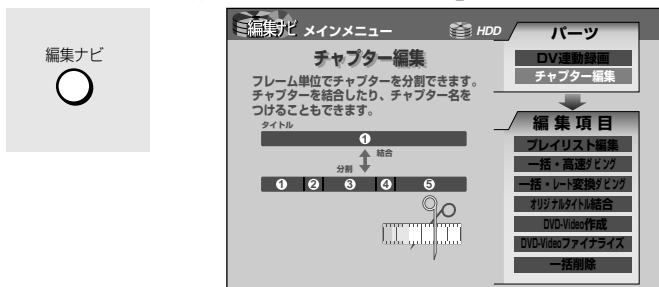 編集ナビ
編集ナビ メインメニュー HDD
チャプター編集
フレーム単位でチャプターを分割できます。
チャプターを結合したり、チャプター名を
つけることもできます。
タイトル
1
結合
分割
1 2 3 4 5
パーツ
DV連動録画
チャプター編集
編集項目
プレイリスト編集
一括・高速ダビング
一括・レート変換ダビング
オリジナルタイトル結合
DVD-Video作成
DVD-Videoファイナライズ
一括削除